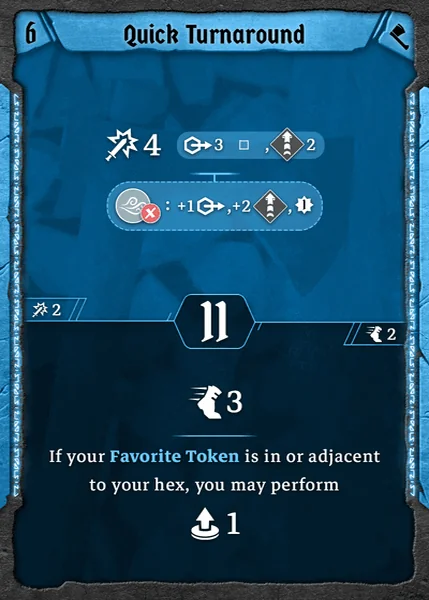 6 Quick Turnaround
4 3 , 2
: +1 , +2 , 1
2
11
2
3
If your Favorite Token is in or adjacent
to your hex, you may perform
1